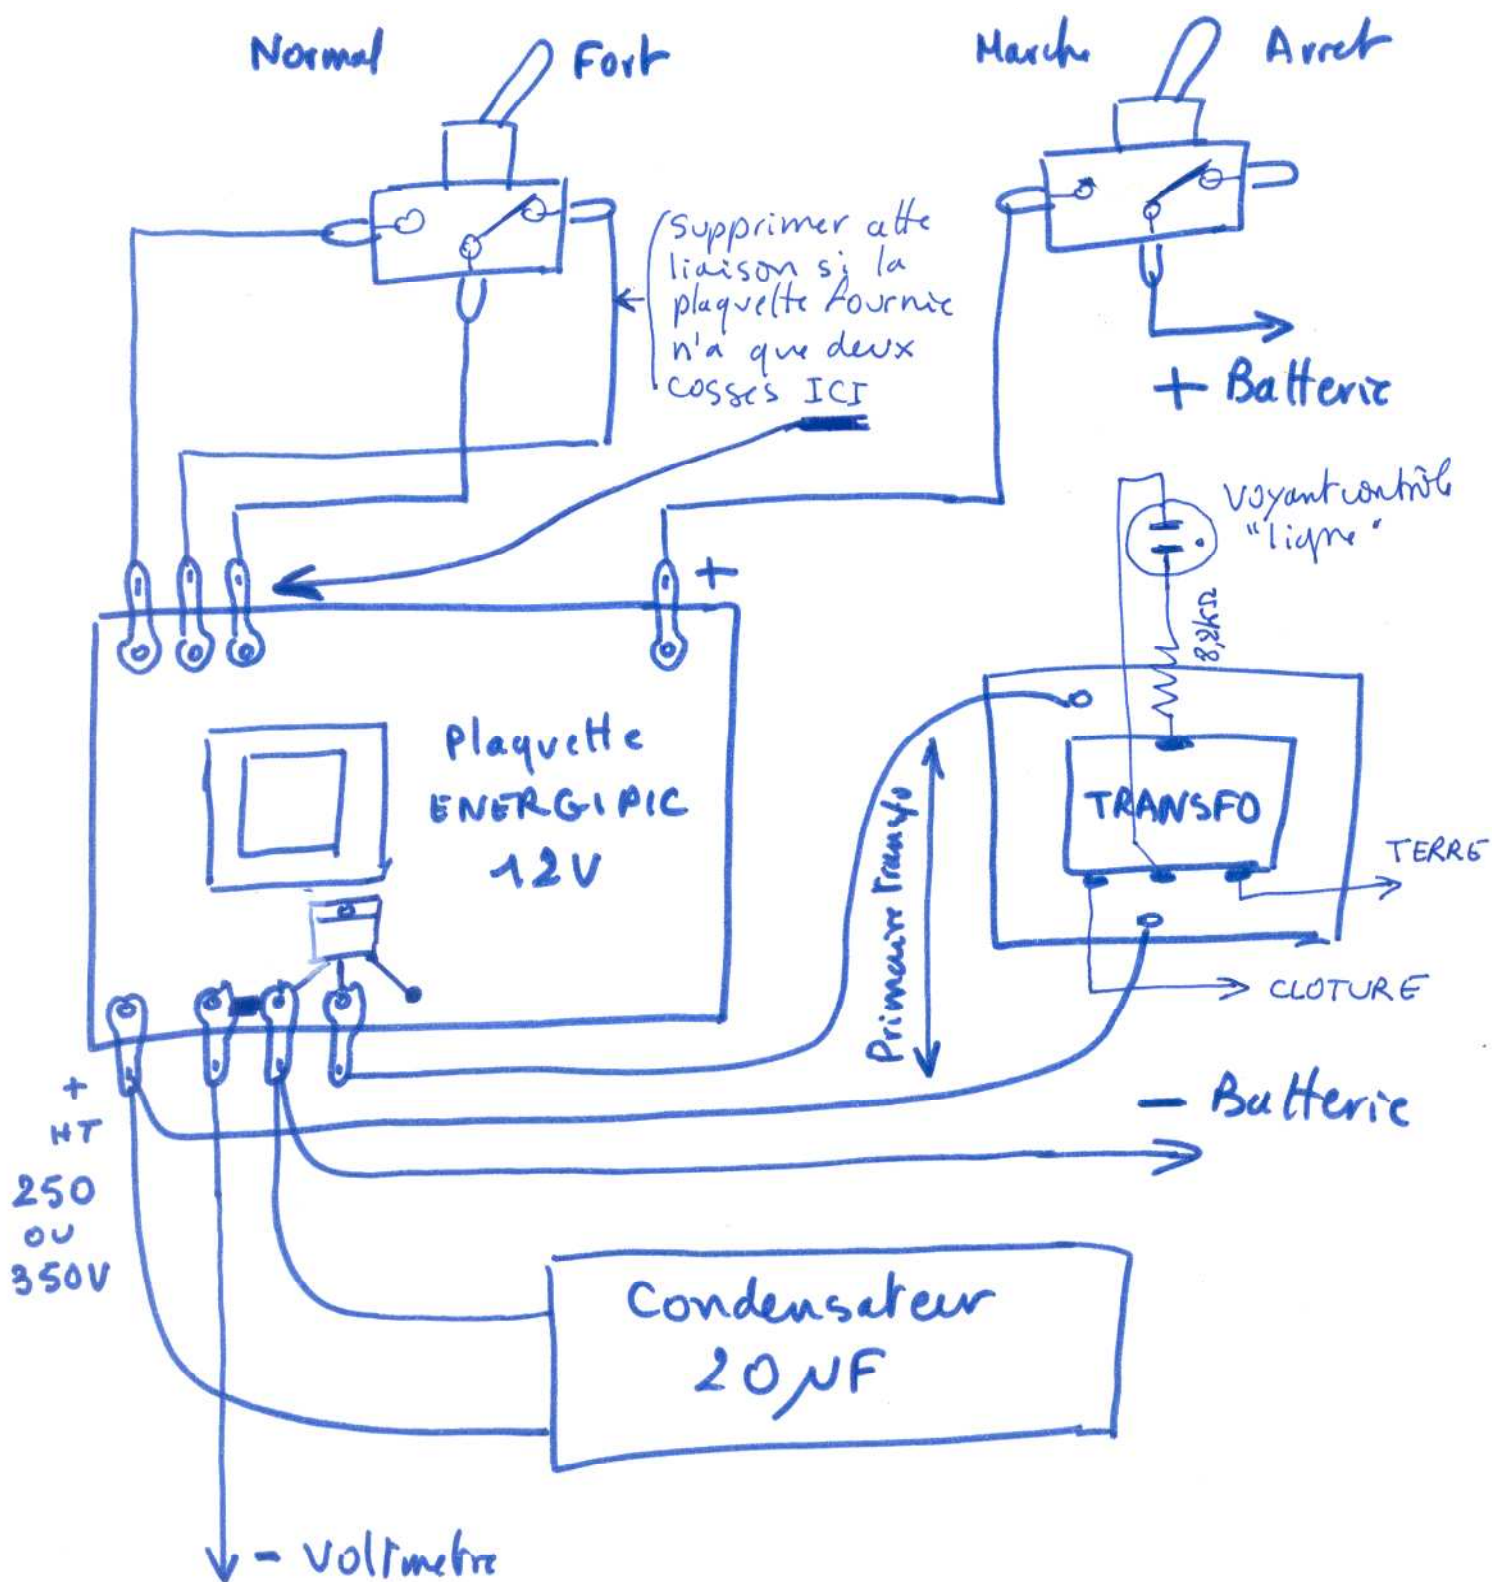 Normal
Fort
Marche
Arret
Supprimer cette
liaison si la
plaquette fournie
n'a que deux
cosses ICI
+ Batterie
Voyant contrôle
"ligne"
8,2kΩ
+
Plaquette
ENERGIPIC
12V
Primaire Transfo
TRANSFO
TERRE
CLOTURE
+
HT
250
OU
350V
- Batterie
Condensateur
20µF
- Voltmetre